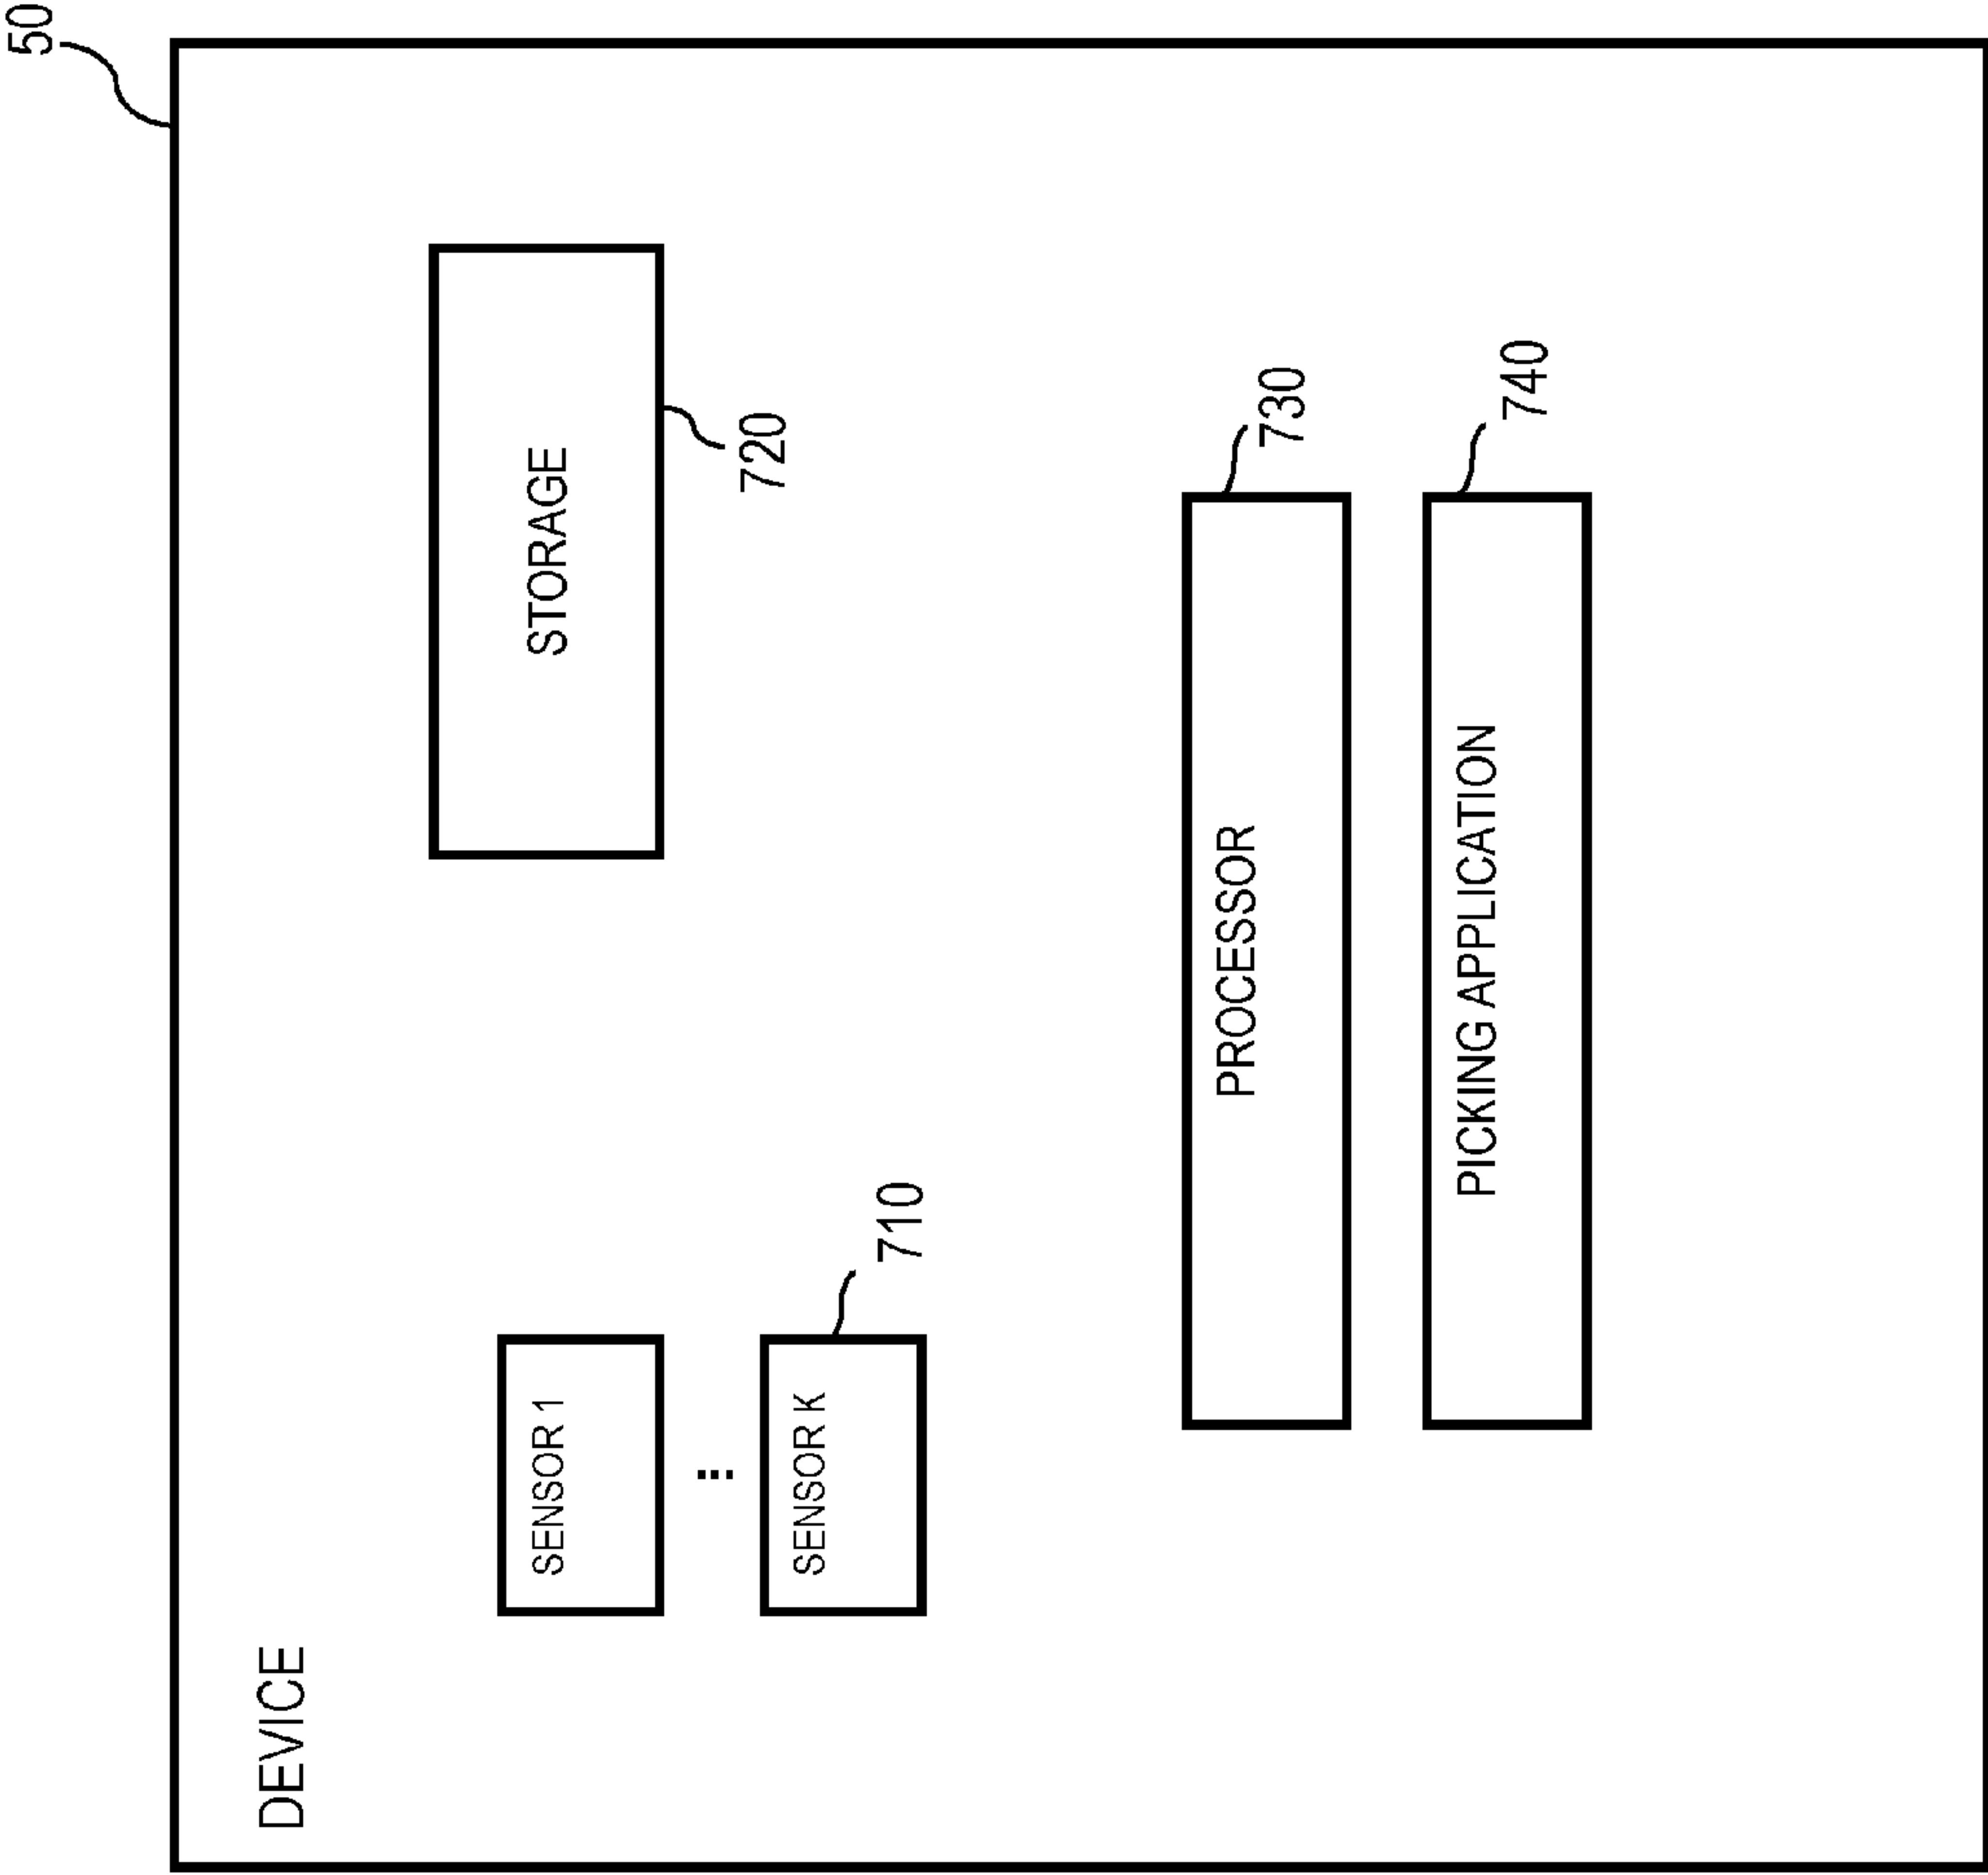 50
DEVICE
SENSOR 1
STORAGE
720
SENSOR K
710
PROCESSOR
730
PICKING APPLICATION
740